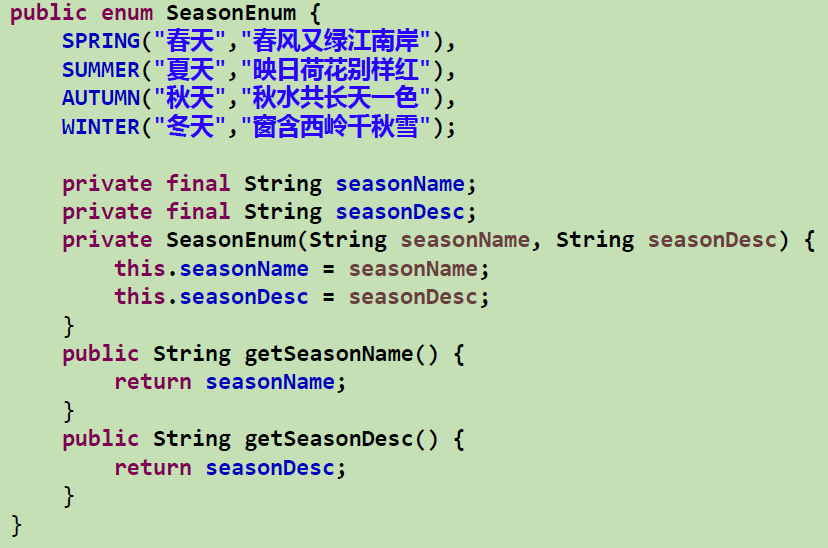 public enum SeasonEnum {
    SPRING("春天","春风又绿江南岸"),
    SUMMER("夏天","映日荷花别样红"),
    AUTUMN("秋天","秋水共长天一色"),
    WINTER("冬天","窗含西岭千秋雪");

    private final String seasonName;
    private final String seasonDesc;
    private SeasonEnum(String seasonName, String seasonDesc) {
        this.seasonName = seasonName;
        this.seasonDesc = seasonDesc;
    }
    public String getSeasonName() {
        return seasonName;
    }
    public String getSeasonDesc() {
        return seasonDesc;
    }
}